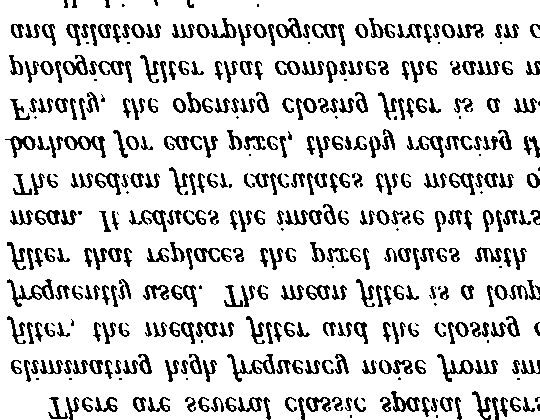 There are several classic spatial filters
eliminating high frequency noise from im
filter, the median filter and the closing
frequently used. The mean filter is a lowp
filter that replaces the pixel values with
mean. It reduces the image noise but blurs
The median filter calculates the median o
borhood for each pixel, thereby reducing th
Finally, the opening closing filter is a m
phological filter that combines the same
and dilation morphological operations in